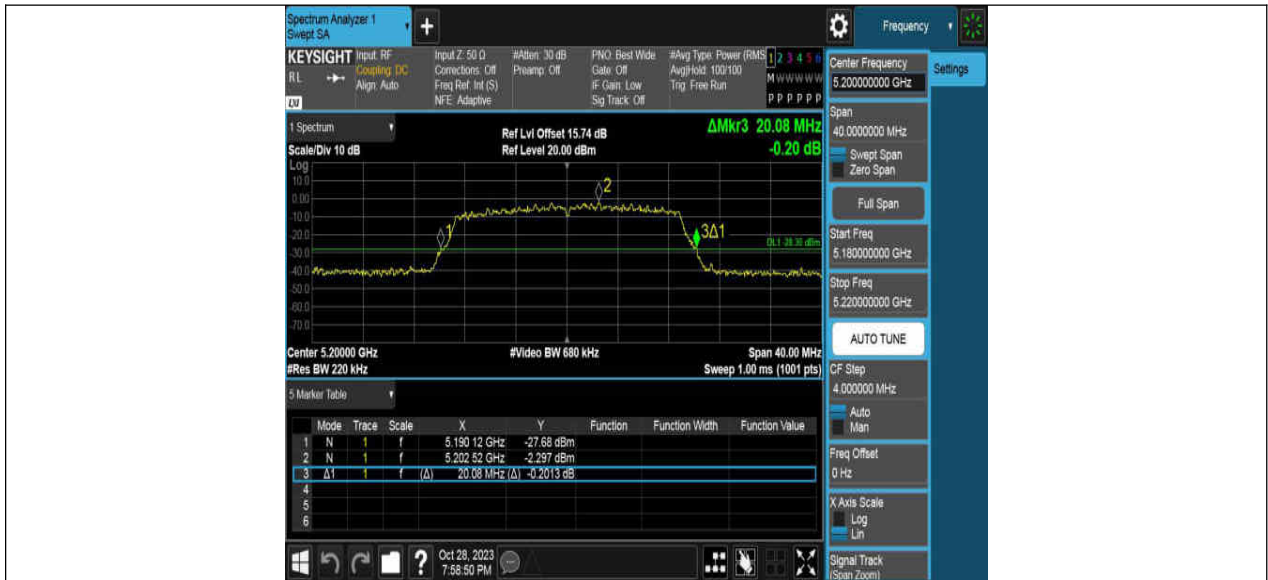 Spectrum Analyzer 1
Swept SA
+
Frequency
KEYSIGHT
RL
Input: RF
Coupling: DC
Align: Auto
Input Z: 50 Ω
Corrections: Off
Freq Ref: Int (S)
NFE: Adaptive
#Atten: 30 dB
Preamp: Off
PNO: Best Wide
Gate: Off
IF Gain: Low
Sig Track: Off
#Avg Type: Power (RMS
Avg|Hold: 100/100
Trig: Free Run
1 2 3 4 5 6
M W W W W W
P P P P P P
Center Frequency
5.200000000 GHz
Settings
Span
40.0000000 MHz
Swept Span
Zero Span
Full Span
Start Freq
5.180000000 GHz
Stop Freq
5.220000000 GHz
AUTO TUNE
CF Step
4.000000 MHz
Auto
Man
Freq Offset
0 Hz
X Axis Scale
Log
Lin
Signal Track
(Span Zoom)
1 Spectrum
Scale/Div 10 dB
Ref Lvl Offset 15.74 dB
Ref Level 20.00 dBm
ΔMkr3 20.08 MHz
-0.20 dB
Log
10.0
0.00
-10.0
-20.0
-30.0
-40.0
-50.0
-60.0
-70.0
1
2
3Δ1
DL1 -28.30 dBm
Center 5.20000 GHz
#Video BW 680 kHz
Span 40.00 MHz
#Res BW 220 kHz
Sweep 1.00 ms (1001 pts)
5 Marker Table
Mode Trace Scale X Y Function Function Width Function Value
1 N 1 f 5.190 12 GHz -27.68 dBm
2 N 1 f 5.202 52 GHz -2.297 dBm
3 Δ1 1 f (Δ) 20.08 MHz (Δ) -0.2013 dB
4
5
6
?
Oct 28, 2023
7:58:50 PM